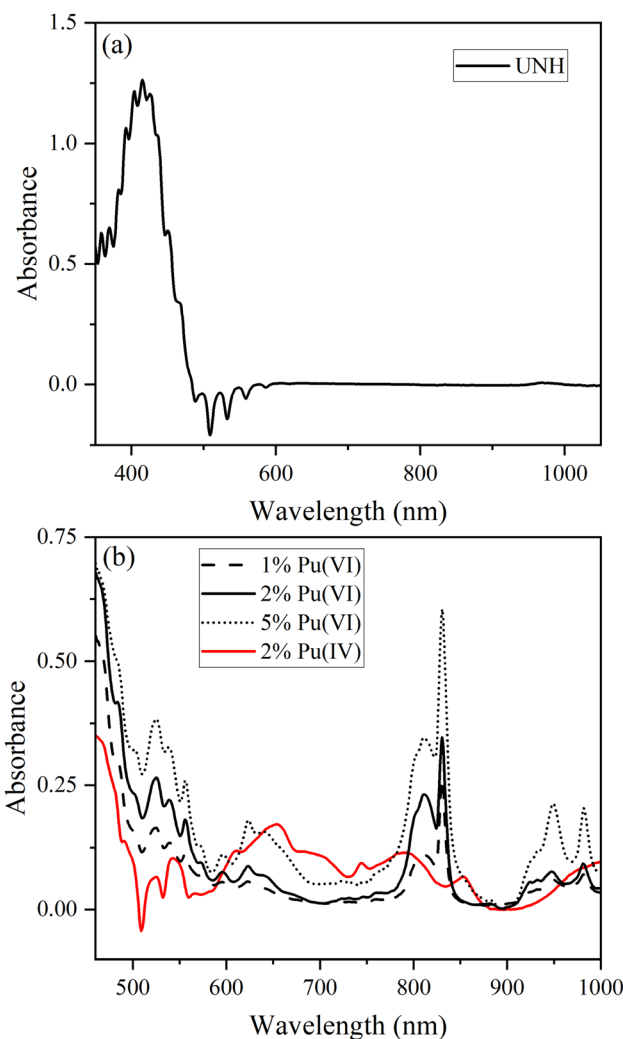 (a)
UNH
1.5
1.0
0.5
0.0
Absorbance
400 600 800 1000
Wavelength (nm)
(b)
1% Pu(VI)
2% Pu(VI)
5% Pu(VI)
2% Pu(IV)
0.75
0.50
0.25
0.00
Absorbance
500 600 700 800 900 1000
Wavelength (nm)